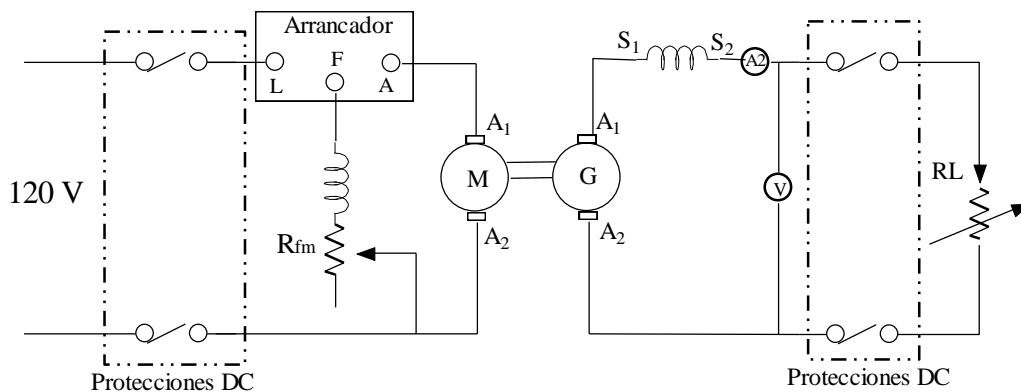 Arrancador
L
F
A
S1
S2
A2
A1
A1
120 V
M
G
V
RL
Rfm
A2
A2
Protecciones DC
Protecciones DC